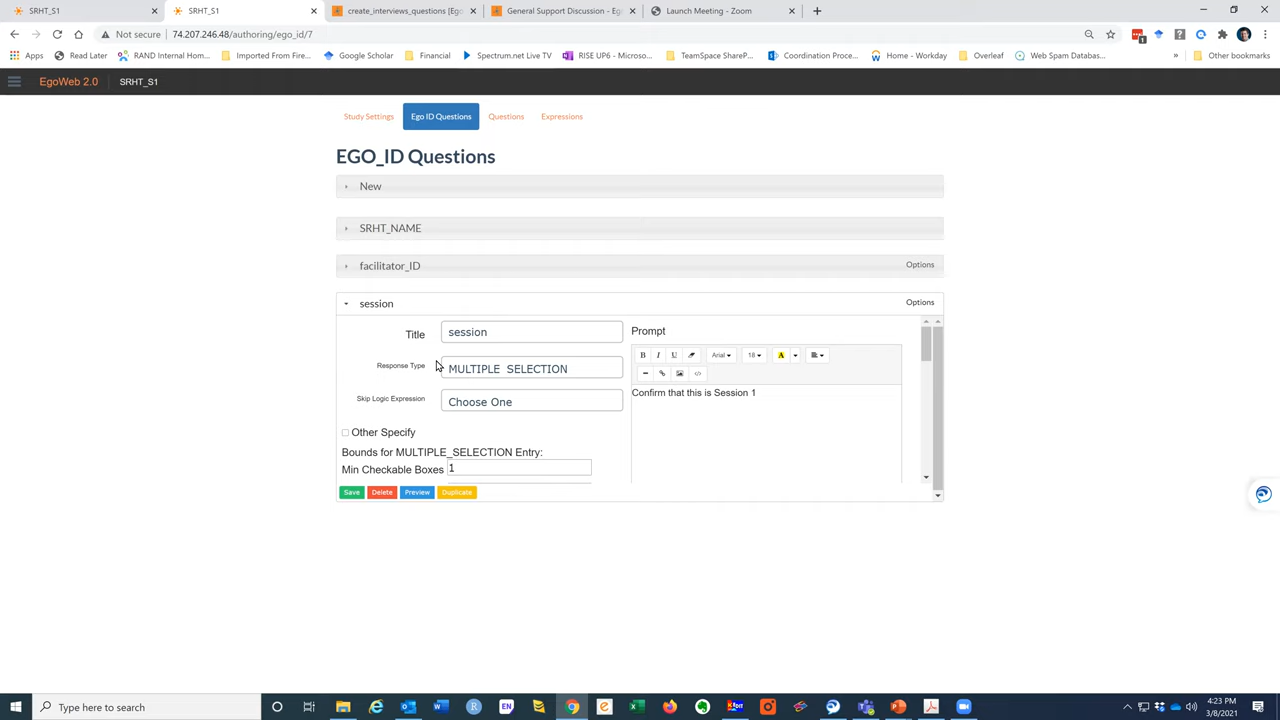 SRHT_S1
SRHT_S1
create_interviews_questions [Eg
General Support Discussion - Eg
Launch Meeting - Zoom
Not secure
74.207.246.48/authoring/ego_id/7
Apps
Read Later
RAND Internal Hom...
Imported From Fire...
Google Scholar
Financial
Spectrum.net Live TV
RISE UP6 - Microso...
TeamSpace ShareP...
Coordination Proce...
Home - Workday
Overleaf
Web Spam Databas...
»
Other bookmarks
EgoWeb 2.0
SRHT_S1
Study Settings
Ego ID Questions
Questions
Expressions
EGO_ID Questions
New
SRHT_NAME
facilitator_ID
Options
session
Options
Title
session
Prompt
Response Type
MULTIPLE_SELECTION
B I U
Arial
18
A
Skip Logic Expression
Choose One
Confirm that this is Session 1
Other Specify
Bounds for MULTIPLE_SELECTION Entry:
Min Checkable Boxes
1
Save
Delete
Preview
Duplicate
Type here to search
EN
4:23 PM
3/8/2021